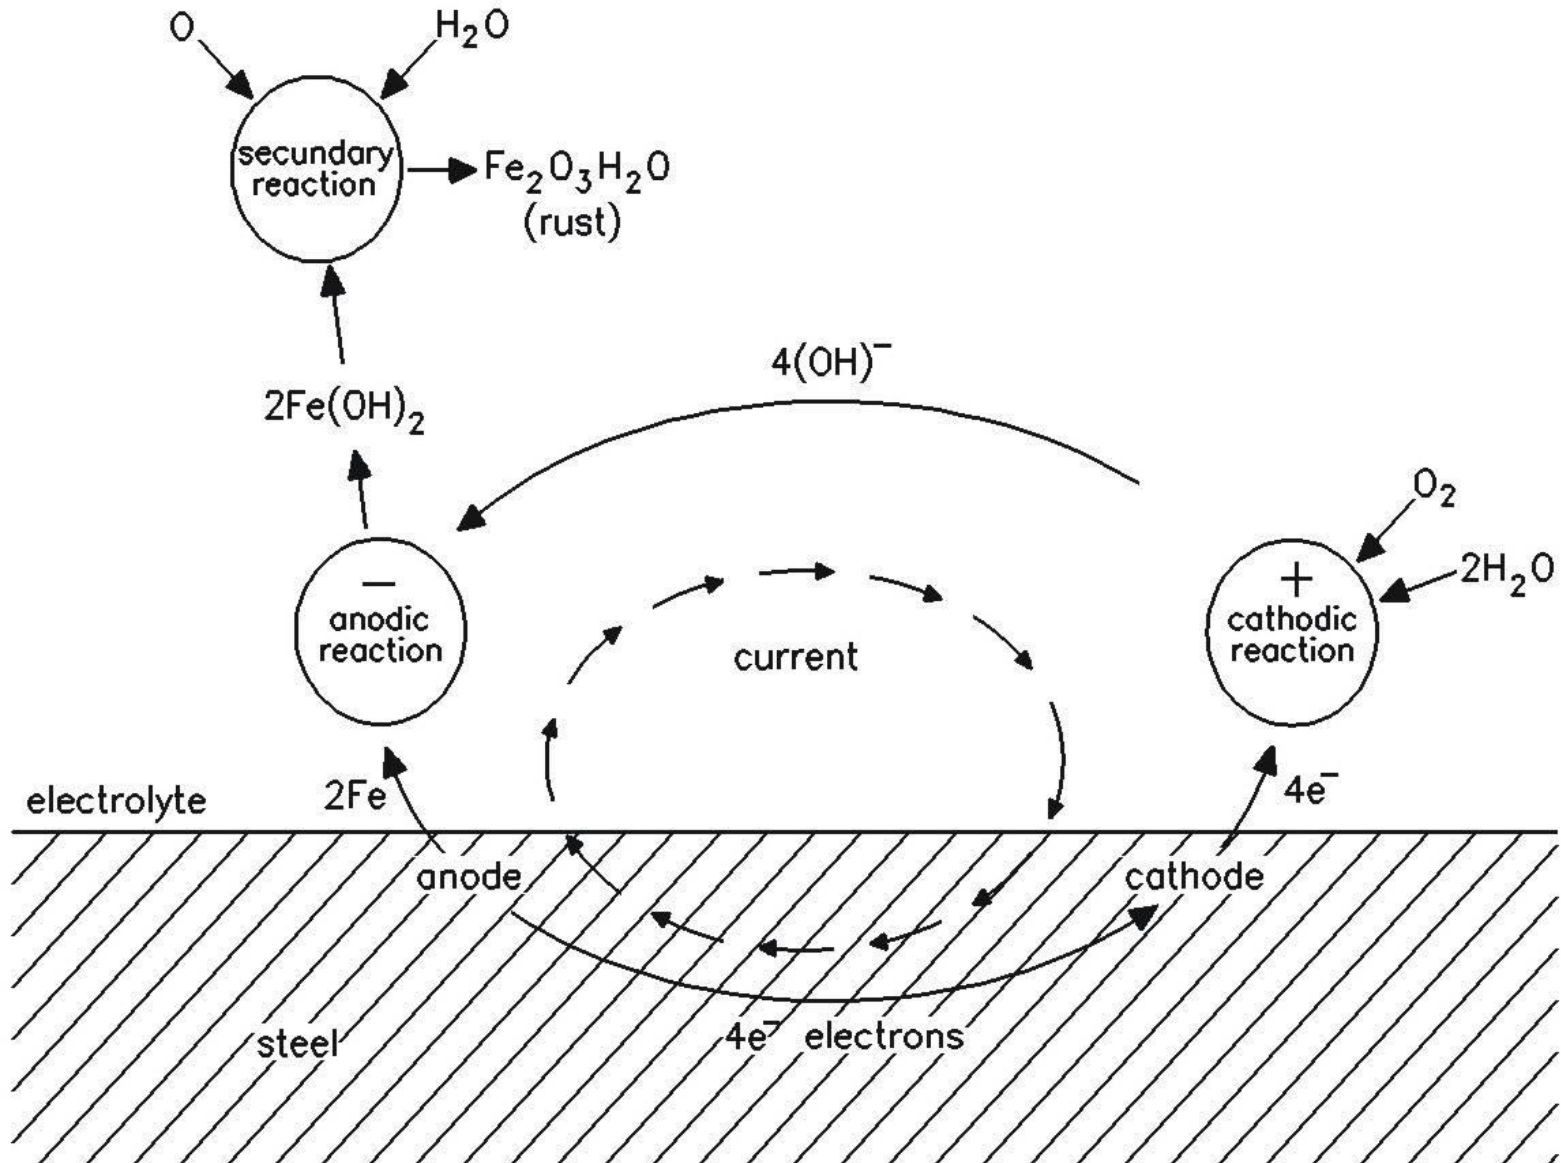 O
H₂O
secundary
reaction
Fe₂O₃H₂O
(rust)
4(OH)⁻
2Fe(OH)₂
O₂
2H₂O
−
anodic
reaction
+
cathodic
reaction
current
2Fe
4e⁻
electrolyte
anode
cathode
steel
4e⁻ electrons